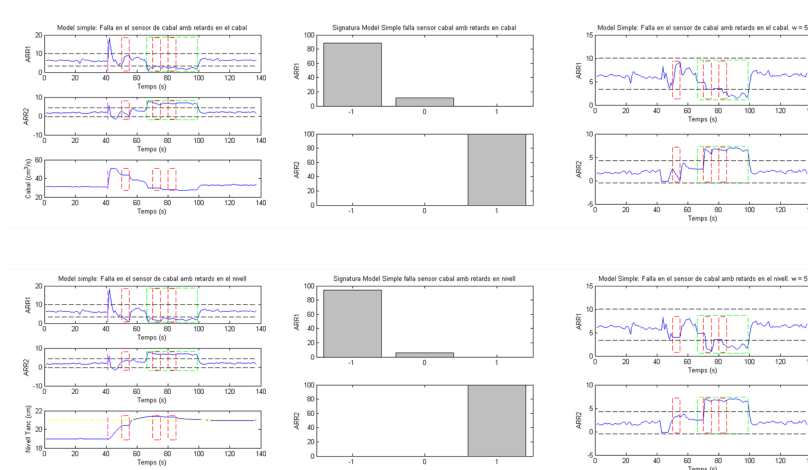 Model simple: Falla en el sensor de cabal amb retards en el cabal
ARR1
20
10
0
0 20 40 60 80 100 120 140
Temps (s)
ARR2
10
0
-10
0 20 40 60 80 100 120 140
Temps (s)
Cabal (cm³/s)
60
40
20
0 20 40 60 80 100 120 140
Temps (s)
Signatura Model Simple falla sensor cabal amb retards en cabal
ARR1
100
80
60
40
20
0
-1 0 1
ARR2
100
80
60
40
20
0
-1 0 1
Model Simple: Falla en el sensor de cabal amb retards en el cabal. w = 5
ARR1
15
10
5
0
0 20 40 60 80 100 120
Temps (s)
ARR2
10
5
0
-5
0 20 40 60 80 100 120
Temps (s)
Model simple: Falla en el sensor de cabal amb retards en el nivell
ARR1
20
10
0
0 20 40 60 80 100 120 140
Temps (s)
ARR2
10
0
-10
0 20 40 60 80 100 120 140
Temps (s)
Nivell Tanc (cm)
22
20
18
0 20 40 60 80 100 120 140
Temps (s)
Signatura Model Simple falla sensor cabal amb retards en nivell
ARR1
100
80
60
40
20
0
-1 0 1
ARR2
100
80
60
40
20
0
-1 0 1
Model Simple: Falla en el sensor de cabal amb retards en el nivell. w = 5
ARR1
15
10
5
0
0 20 40 60 80 100 120
Temps (s)
ARR2
10
5
0
-5
0 20 40 60 80 100 120
Temps (s)